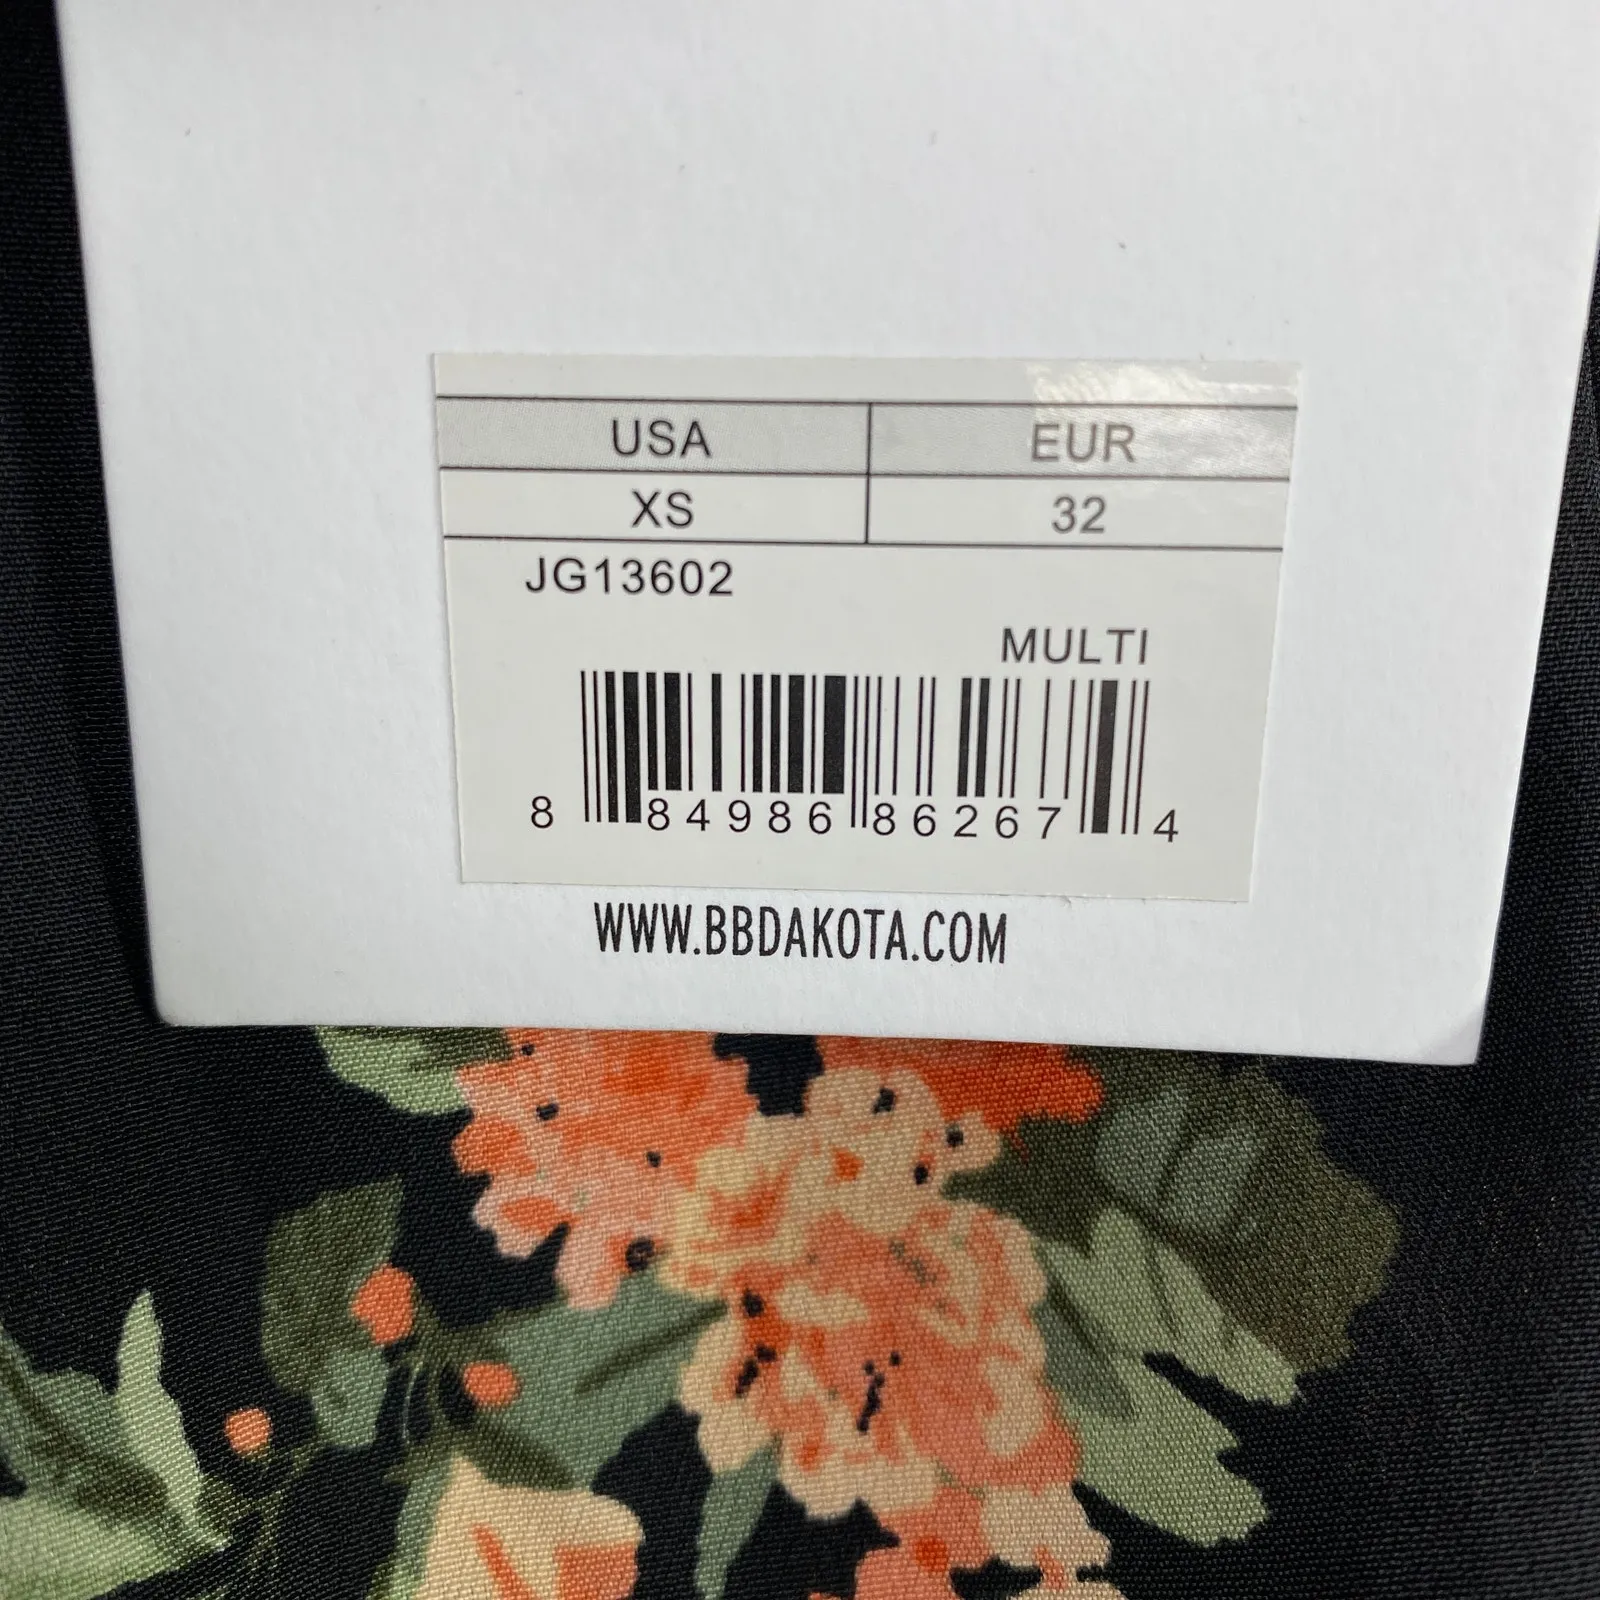 USA EUR
XS 32
JG13602
MULTI
8 84986 86267 4
WWW.BBDAKOTA.COM